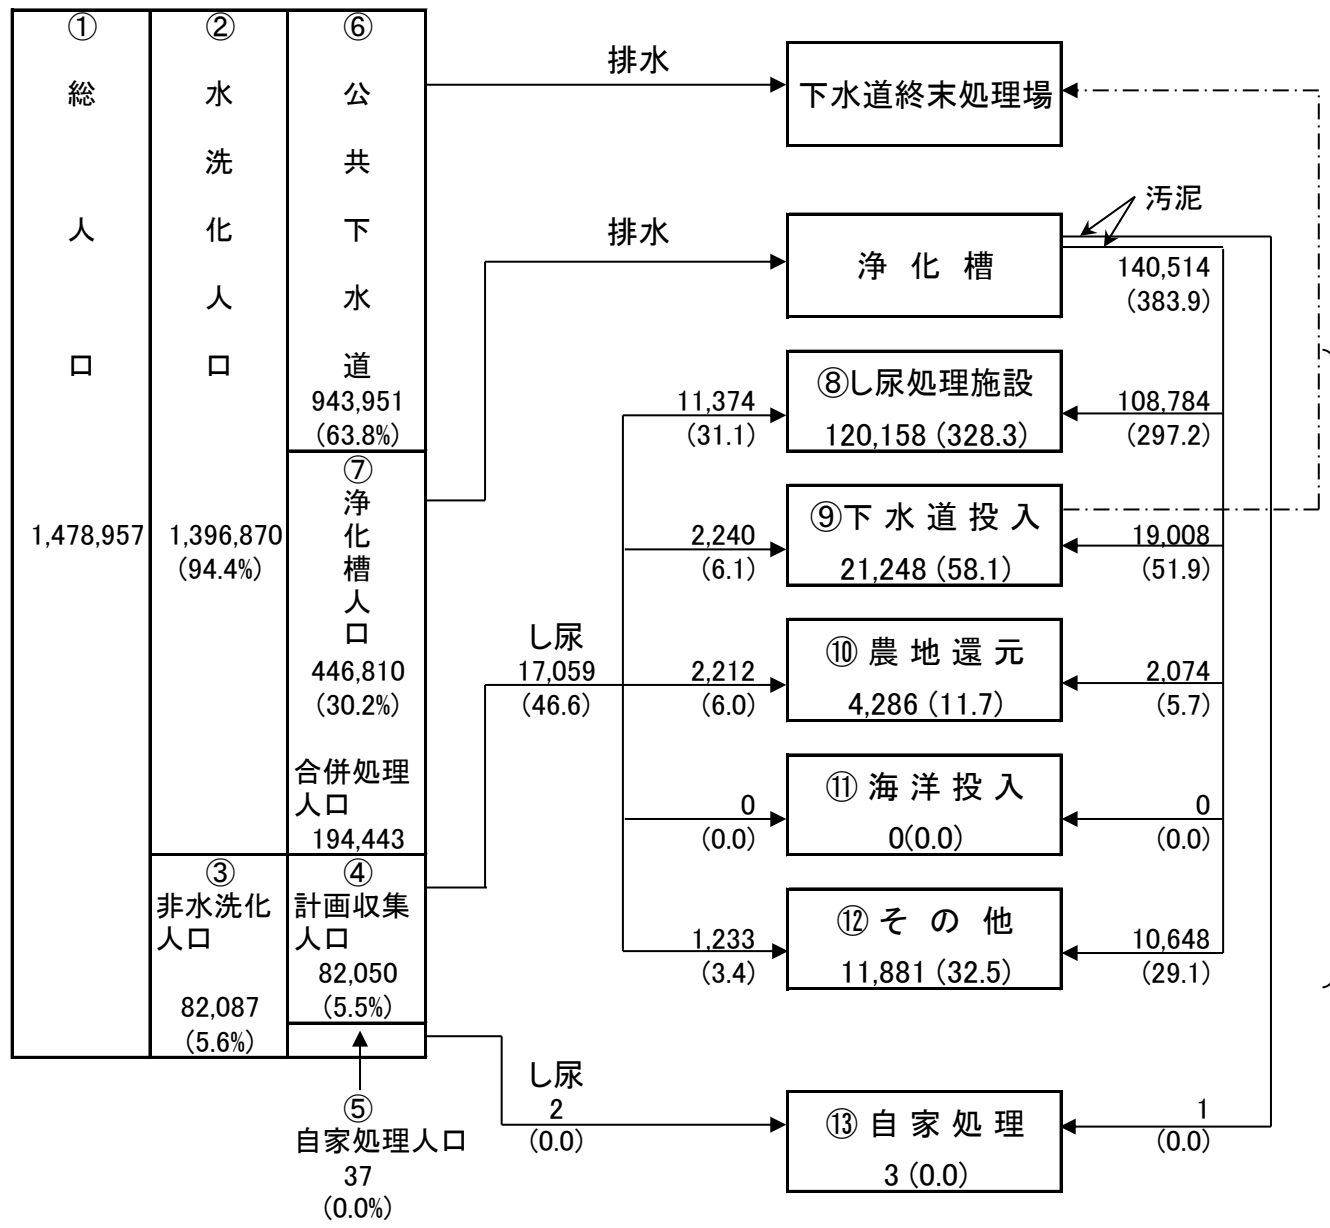 ①
総人口
1,478,957
②
水洗化人口
1,396,870
(94.4%)
③
非水洗化
人口
82,087
(5.6%)
⑥
公共下水道
943,951
(63.8%)
⑦
浄化槽人口
446,810
(30.2%)
合併処理
人口
194,443
④
計画収集
人口
82,050
(5.5%)
⑤
自家処理人口
37
(0.0%)
排水
下水道終末処理場
排水
浄化槽
汚泥
140,514
(383.9)
し尿
17,059
(46.6)
11,374
(31.1)
⑧し尿処理施設
120,158 (328.3)
108,784
(297.2)
2,240
(6.1)
⑨下水道投入
21,248 (58.1)
19,008
(51.9)
2,212
(6.0)
⑩農地還元
4,286 (11.7)
2,074
(5.7)
0
(0.0)
⑪海洋投入
0(0.0)
0
(0.0)
1,233
(3.4)
⑫その他
11,881 (32.5)
10,648
(29.1)
し尿
2
(0.0)
⑬自家処理
3 (0.0)
1
(0.0)